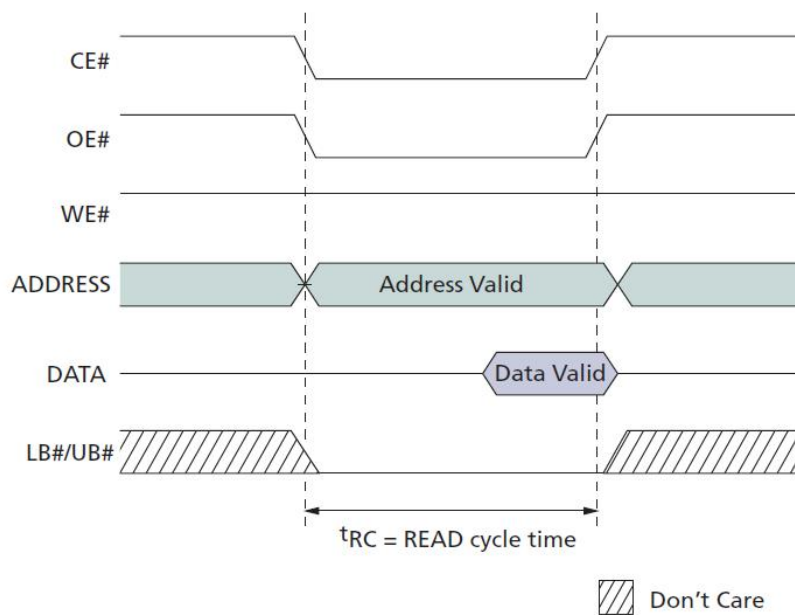 CE#
OE#
WE#
ADDRESS
Address Valid
DATA
Data Valid
LB#/UB#
tRC = READ cycle time
Don't Care